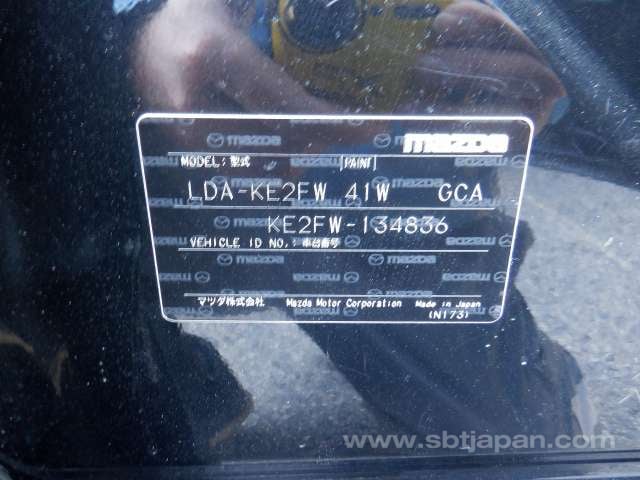 mazda
MODEL: 型式 PAINT
LDA-KE2FW 41W GCA
KE2FW-134836
VEHICLE ID NO.: 車台番号
マツダ株式会社 Mazda Motor Corporation Made in Japan
(N173)
www.sbtjapan.com